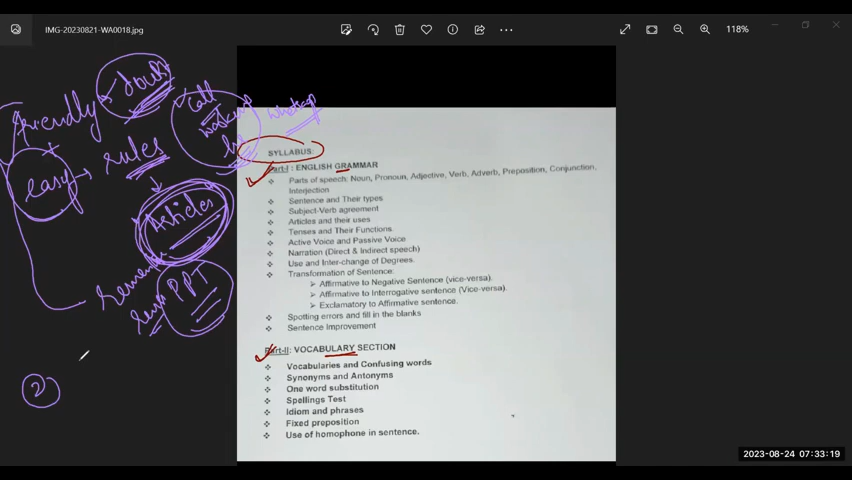 IMG-20230821-WA0018.jpg
118%
friendly → doubt
call
whatsapp
easy → rules
Articles
remember
PPT
2
SYLLABUS:
Part-I : ENGLISH GRAMMAR
❖ Parts of speech: Noun, Pronoun, Adjective, Verb, Adverb, Preposition, Conjunction,
Interjection
❖ Sentence and Their types
❖ Subject-Verb agreement
❖ Articles and their uses
❖ Tenses and Their Functions.
❖ Active Voice and Passive Voice
❖ Narration (Direct & Indirect speech)
❖ Use and Inter-change of Degrees.
❖ Transformation of Sentence:
➢ Affirmative to Negative Sentence (vice-versa).
➢ Affirmative to Interrogative sentence (Vice-versa).
➢ Exclamatory to Affirmative sentence.
❖ Spotting errors and fill in the blanks
❖ Sentence Improvement
Part-II: VOCABULARY SECTION
❖ Vocabularies and Confusing words
❖ Synonyms and Antonyms
❖ One word substitution
❖ Spellings Test
❖ Idiom and phrases
❖ Fixed preposition
❖ Use of homophone in sentence.
2023-08-24 07:33:19